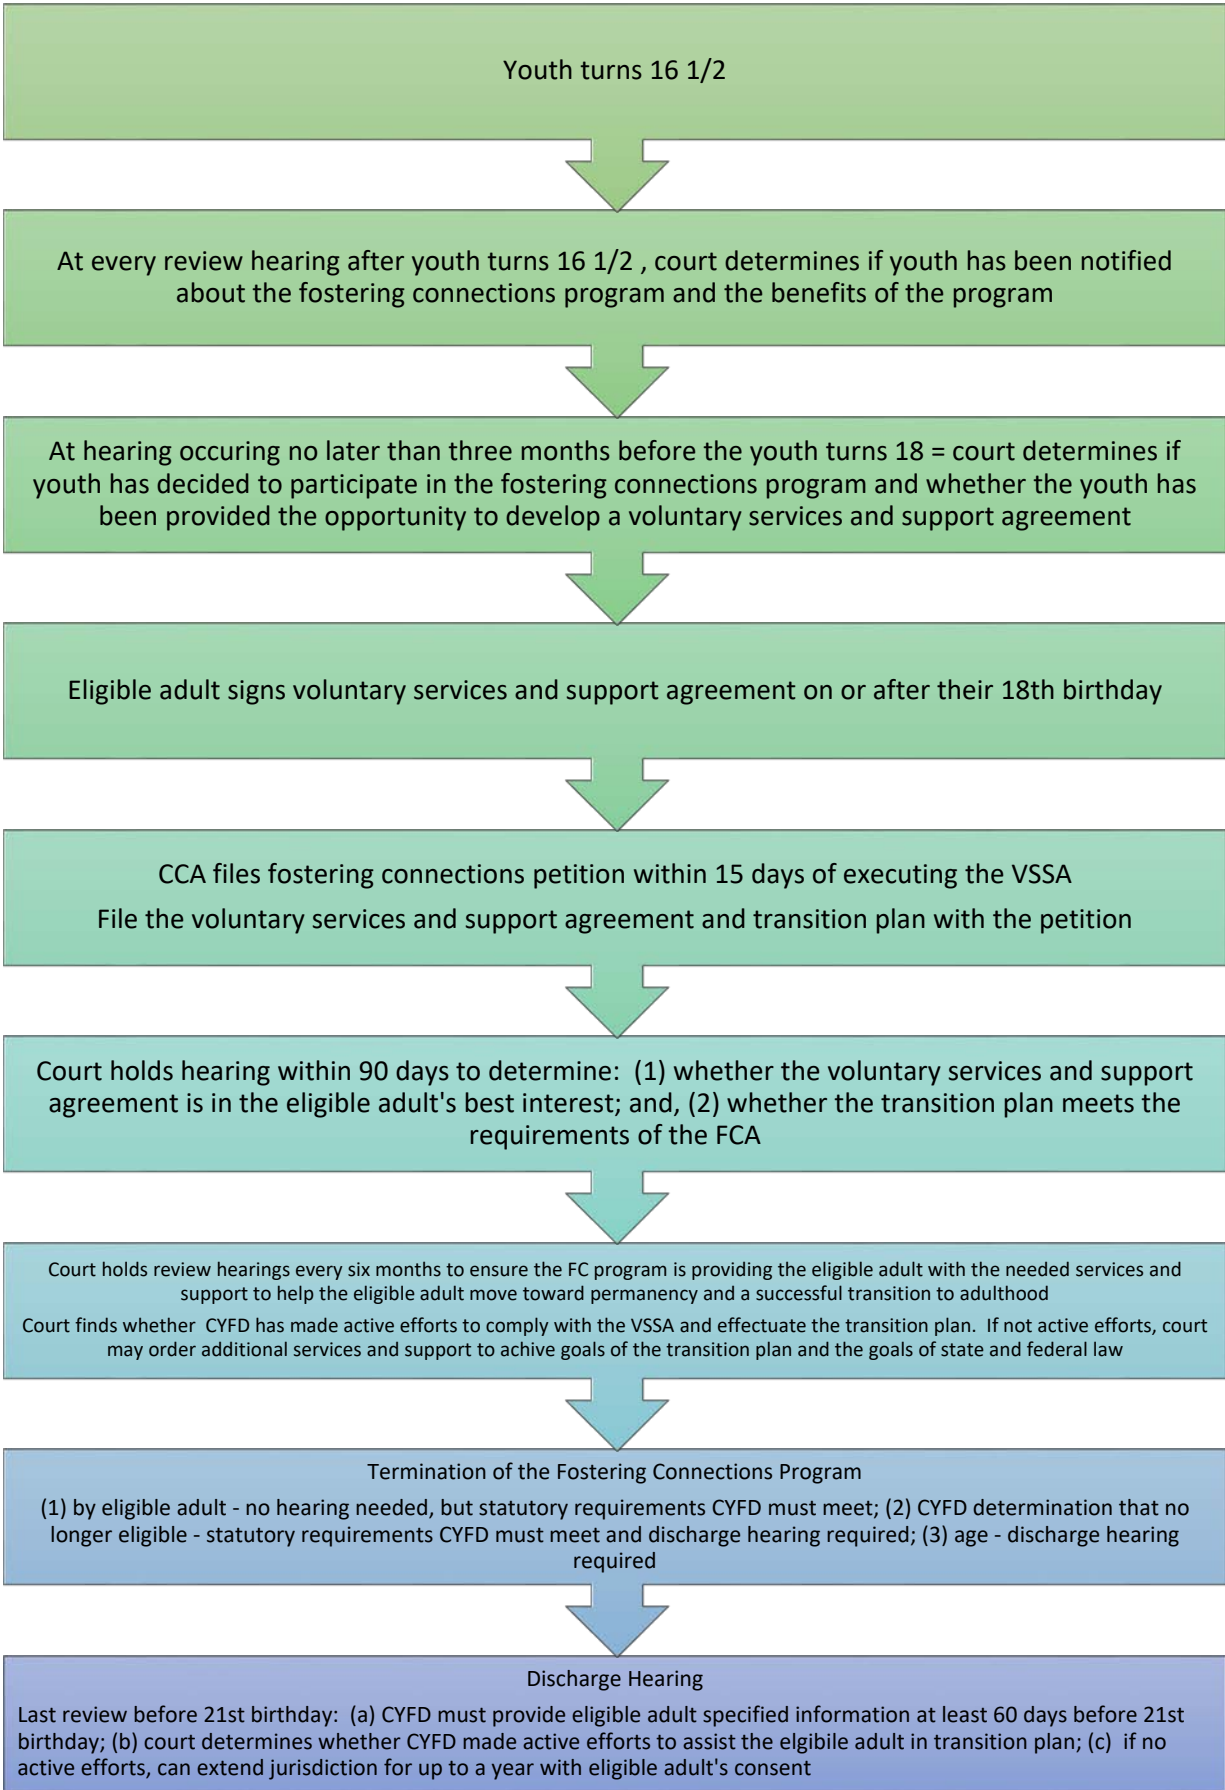 Youth turns 16 1/2
At every review hearing after youth turns 16 1/2 , court determines if youth has been notified
about the fostering connections program and the benefits of the program
At hearing occuring no later than three months before the youth turns 18 = court determines if
youth has decided to participate in the fostering connections program and whether the youth has
been provided the opportunity to develop a voluntary services and support agreement
Eligible adult signs voluntary services and support agreement on or after their 18th birthday
CCA files fostering connections petition within 15 days of executing the VSSA
File the voluntary services and support agreement and transition plan with the petition
Court holds hearing within 90 days to determine: (1) whether the voluntary services and support
agreement is in the eligible adult's best interest; and, (2) whether the transition plan meets the
requirements of the FCA
Court holds review hearings every six months to ensure the FC program is providing the eligible adult with the needed services and
support to help the eligible adult move toward permanency and a successful transition to adulthood
Court finds whether CYFD has made active efforts to comply with the VSSA and effectuate the transition plan. If not active efforts, court
may order additional services and support to achive goals of the transition plan and the goals of state and federal law
Termination of the Fostering Connections Program
(1) by eligible adult - no hearing needed, but statutory requirements CYFD must meet; (2) CYFD determination that no
longer eligible - statutory requirements CYFD must meet and discharge hearing required; (3) age - discharge hearing
required
Discharge Hearing
Last review before 21st birthday: (a) CYFD must provide eligible adult specified information at least 60 days before 21st
birthday; (b) court determines whether CYFD made active efforts to assist the elgibile adult in transition plan; (c) if no
active efforts, can extend jurisdiction for up to a year with eligible adult's consent